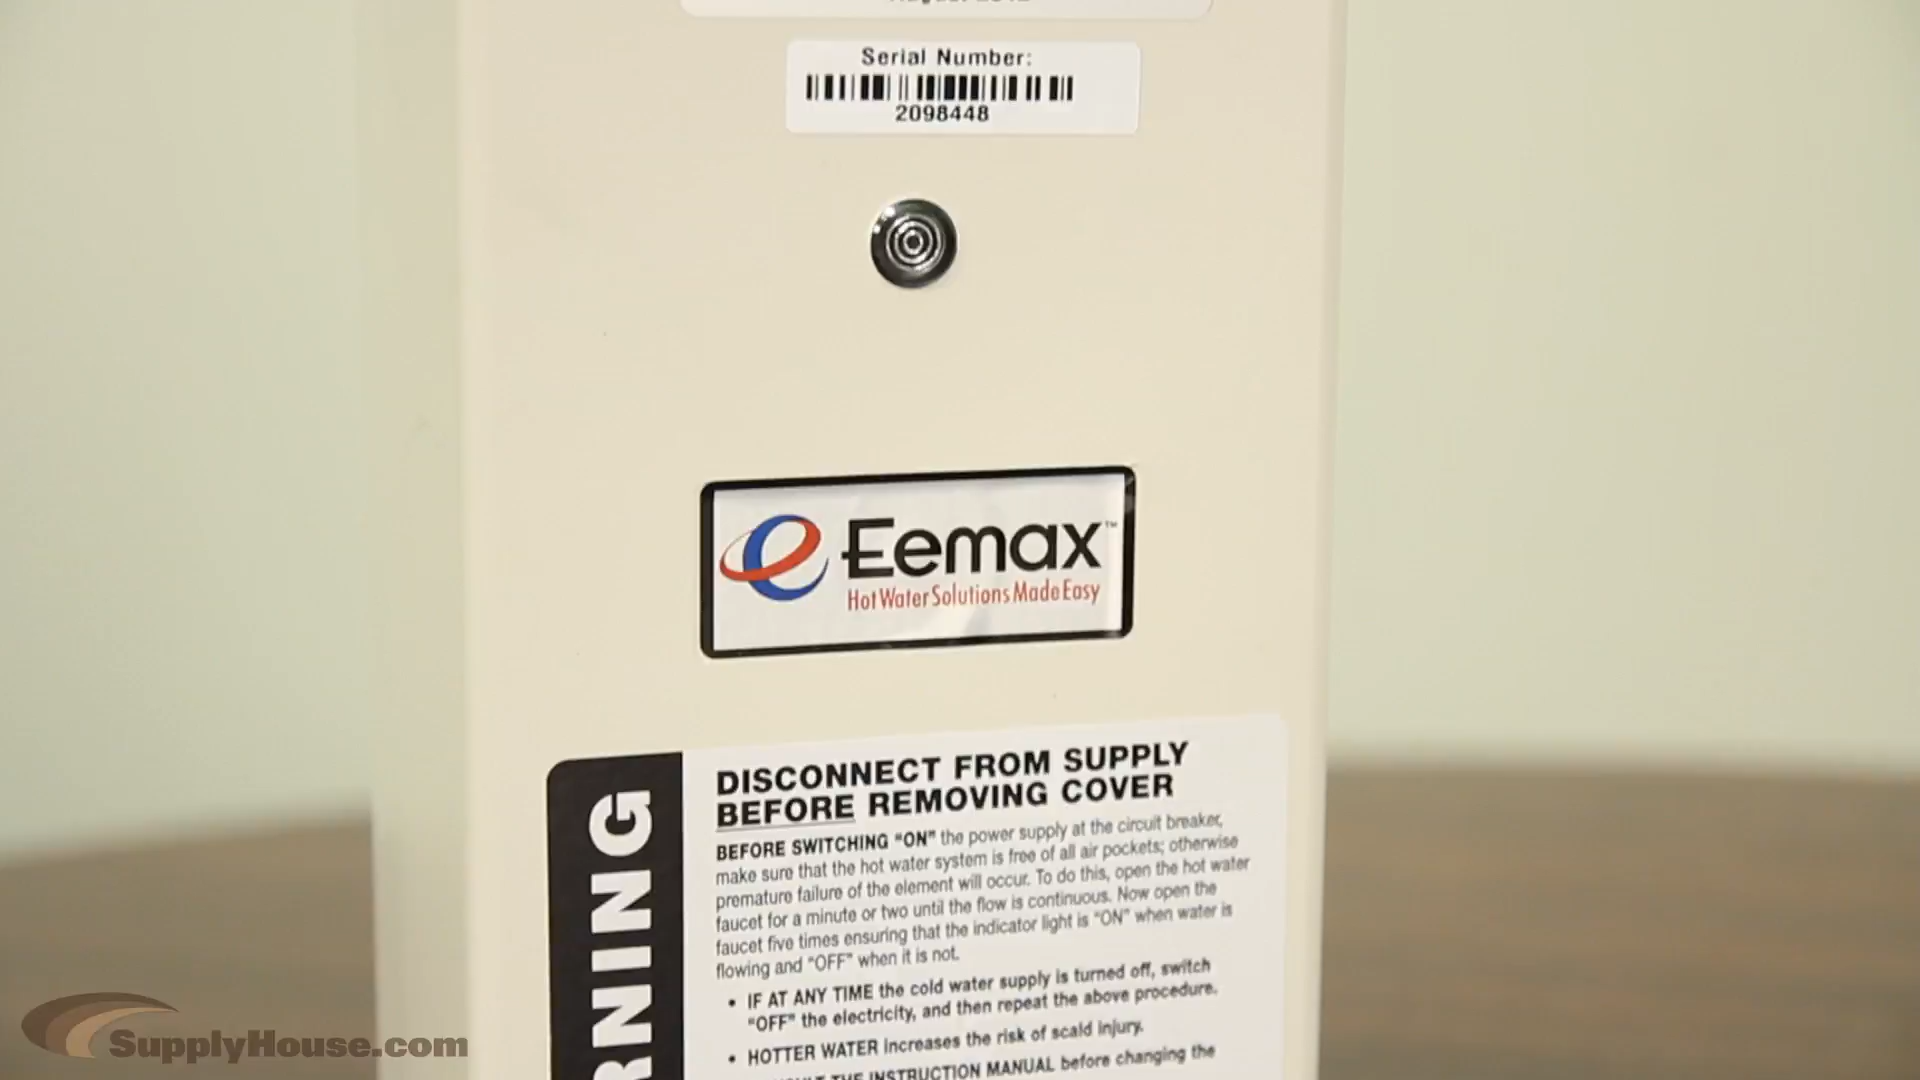 Serial Number:
2098448
e Eemax™
Hot Water Solutions Made Easy
RNING
DISCONNECT FROM SUPPLY
BEFORE REMOVING COVER
BEFORE SWITCHING "ON" the power supply at the circuit breaker,
make sure that the hot water system is free of all air pockets; otherwise
premature failure of the element will occur. To do this, open the hot water
faucet for a minute or two until the flow is continuous. Now open the
faucet five times ensuring that the indicator light is "ON" when water is
flowing and "OFF" when it is not.
• IF AT ANY TIME the cold water supply is turned off, switch
"OFF" the electricity, and then repeat the above procedure.
• HOTTER WATER increases the risk of scald injury.
THE INSTRUCTION MANUAL before changing the
SupplyHouse.com